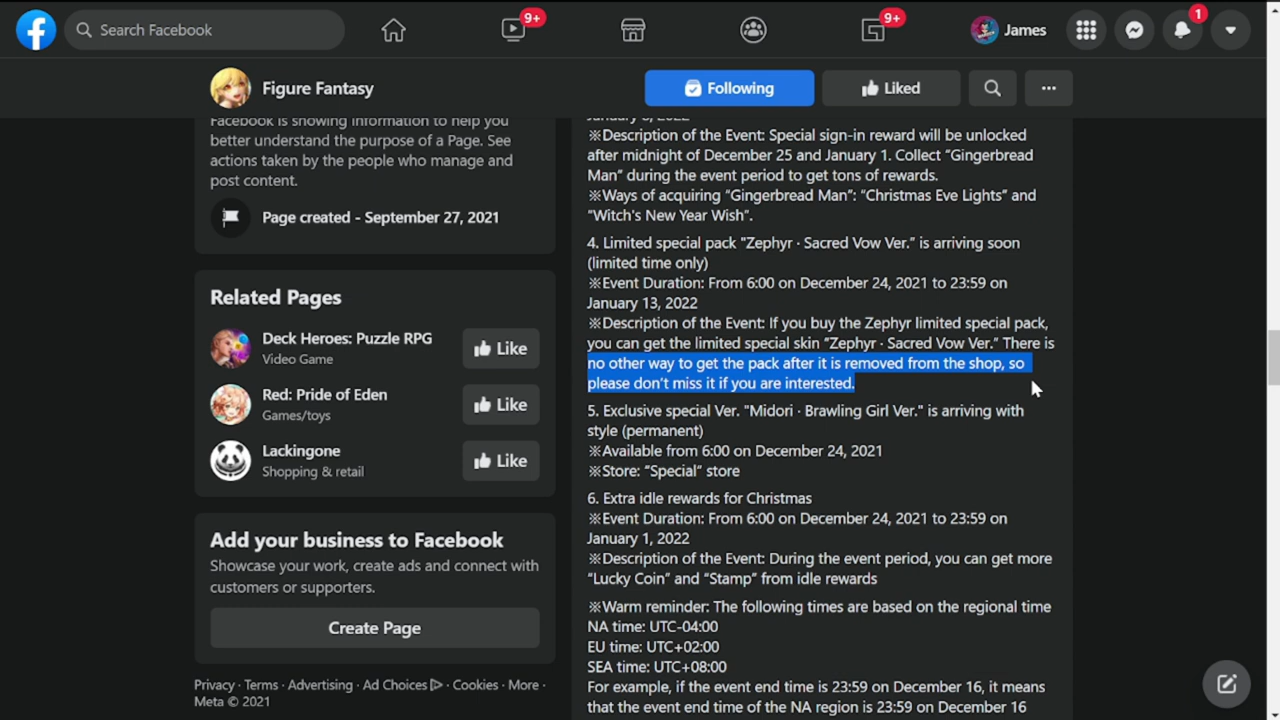 Search Facebook
9+
9+
James
1
Figure Fantasy
Following
Liked
Facebook is showing information to help you
better understand the purpose of a Page. See
actions taken by the people who manage and
post content.
Page created - September 27, 2021
Related Pages
Deck Heroes: Puzzle RPG
Video Game
Like
Red: Pride of Eden
Games/toys
Like
Lackingone
Shopping & retail
Like
Add your business to Facebook
Showcase your work, create ads and connect with
customers or supporters.
Create Page
Privacy · Terms · Advertising · Ad Choices · Cookies · More ·
Meta © 2021
January 8, 2022
※Description of the Event: Special sign-in reward will be unlocked
after midnight of December 25 and January 1. Collect “Gingerbread
Man” during the event period to get tons of rewards.
※Ways of acquiring “Gingerbread Man”: “Christmas Eve Lights” and
"Witch's New Year Wish”.
4. Limited special pack "Zephyr · Sacred Vow Ver.” is arriving soon
(limited time only)
※Event Duration: From 6:00 on December 24, 2021 to 23:59 on
January 13, 2022
※Description of the Event: If you buy the Zephyr limited special pack,
you can get the limited special skin “Zephyr · Sacred Vow Ver.” There is
no other way to get the pack after it is removed from the shop, so
please don’t miss it if you are interested.
5. Exclusive special Ver. "Midori · Brawling Girl Ver." is arriving with
style (permanent)
※Available from 6:00 on December 24, 2021
※Store: “Special“ store
6. Extra idle rewards for Christmas
※Event Duration: From 6:00 on December 24, 2021 to 23:59 on
January 1, 2022
※Description of the Event: During the event period, you can get more
“Lucky Coin” and “Stamp” from idle rewards
※Warm reminder: The following times are based on the regional time
NA time: UTC-04:00
EU time: UTC+02:00
SEA time: UTC+08:00
For example, if the event end time is 23:59 on December 16, it means
that the event end time of the NA region is 23:59 on December 16